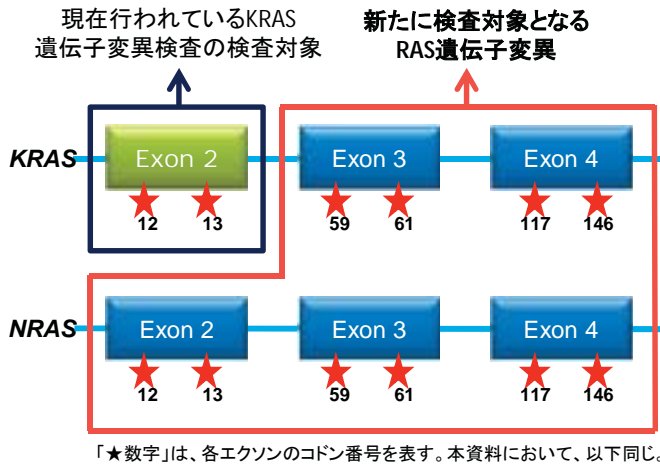 現在行われているKRAS
遺伝子変異検査の検査対象
新たに検査対象となる
RAS遺伝子変異
KRAS Exon 2 Exon 3 Exon 4
★12 ★13 ★59 ★61 ★117 ★146
NRAS Exon 2 Exon 3 Exon 4
★12 ★13 ★59 ★61 ★117 ★146
「★数字」は、各エクソンのコドン番号を表す。本資料において、以下同じ。